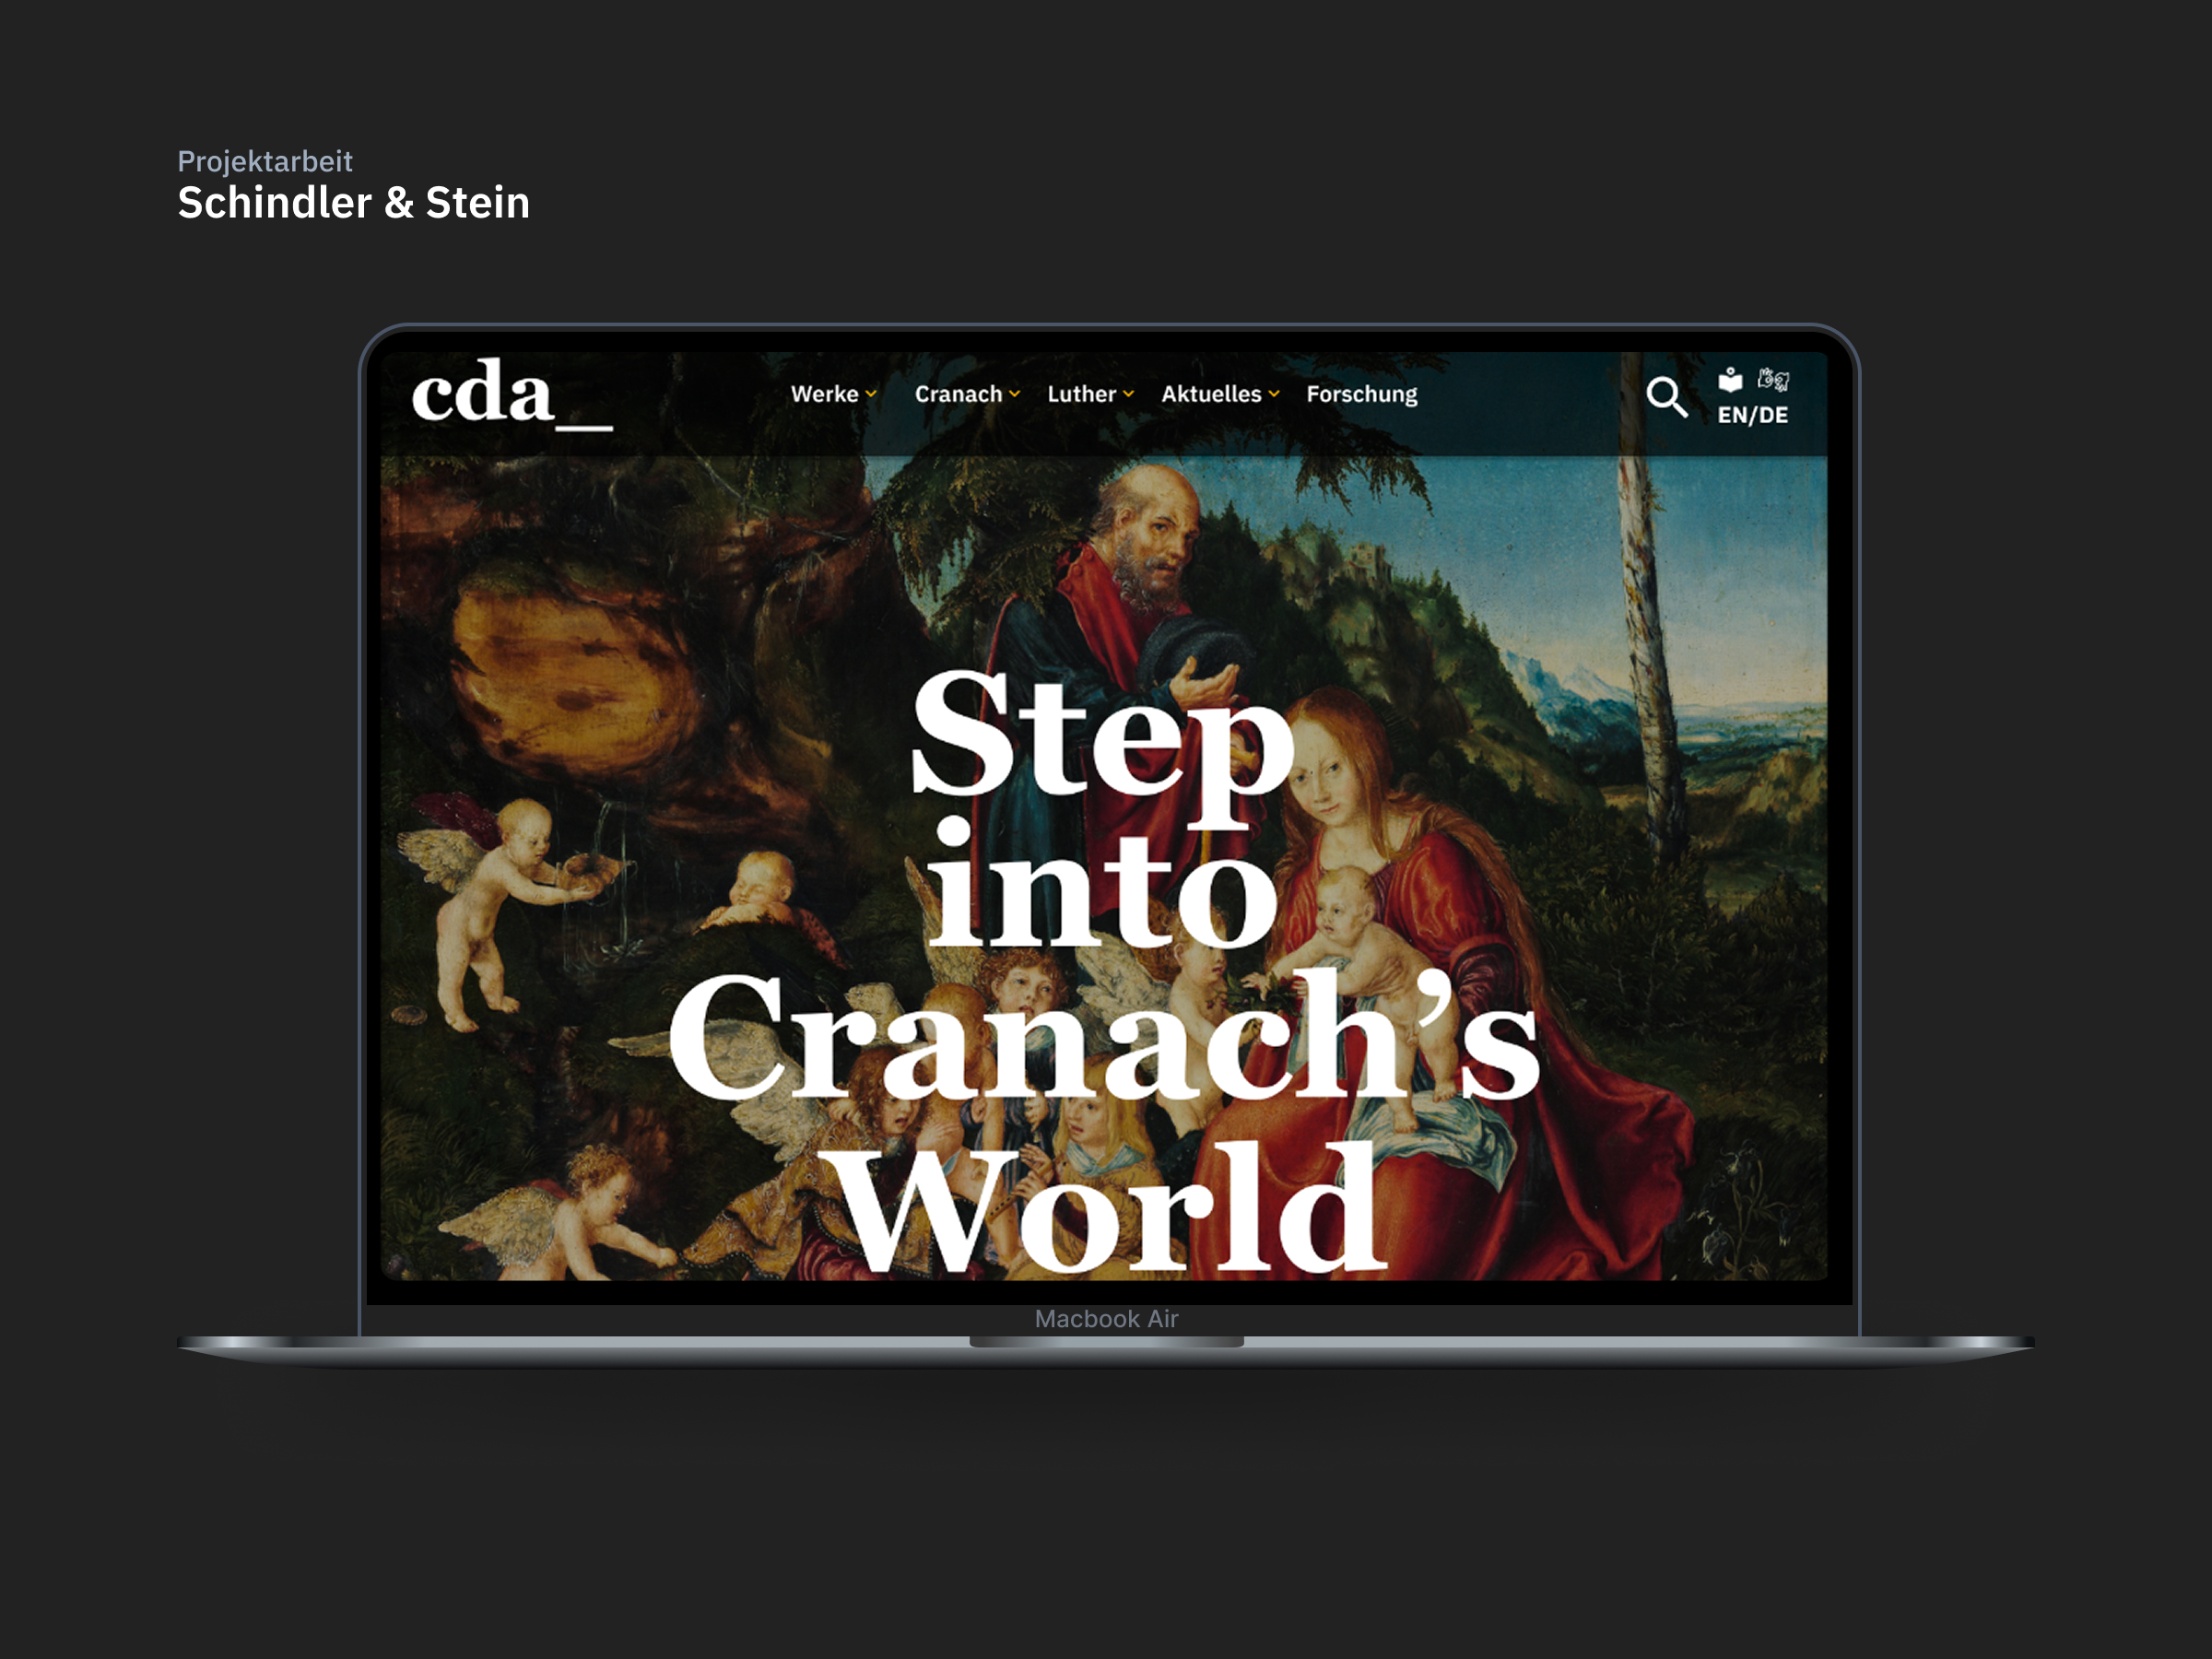 Projektarbeit
Schindler & Stein
cda_
Werke Cranach Luther Aktuelles Forschung
EN/DE
Step
into
Cranach’s
World
Macbook Air